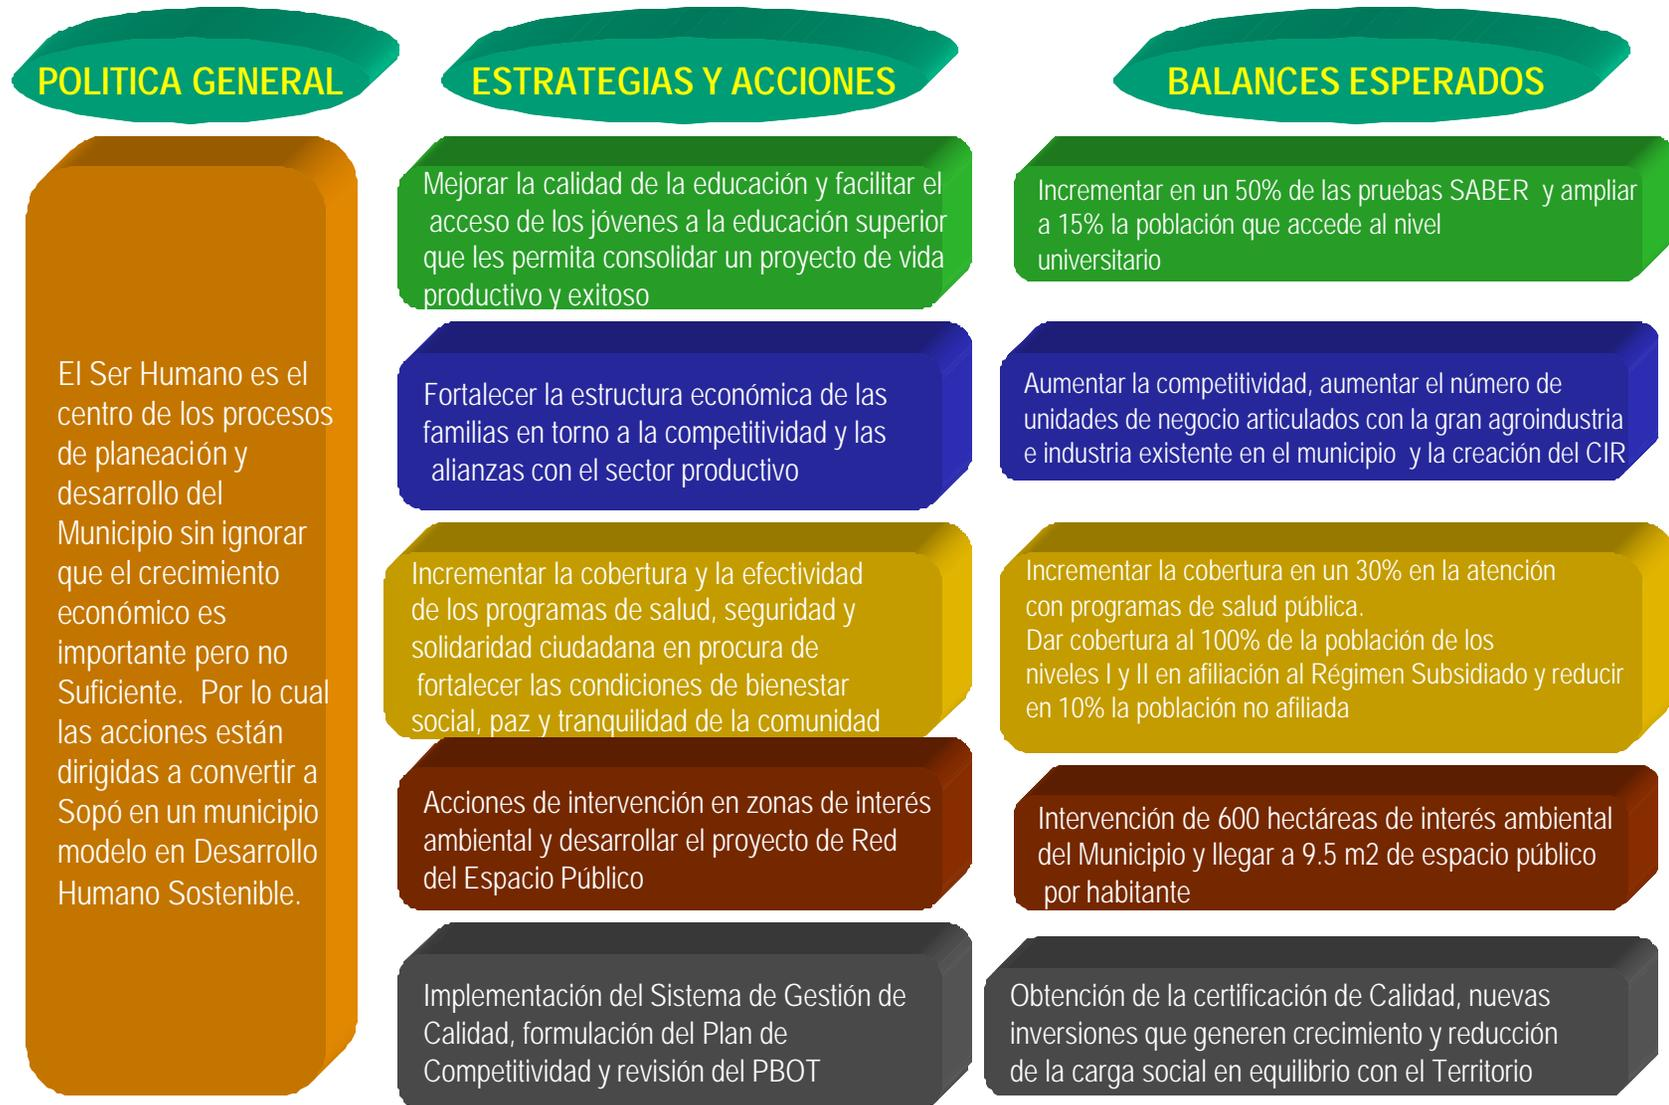 POLITICA GENERAL
ESTRATEGIAS Y ACCIONES
BALANCES ESPERADOS
El Ser Humano es el
centro de los procesos
de planeación y
desarrollo del
Municipio sin ignorar
que el crecimiento
económico es
importante pero no
Suficiente. Por lo cual
las acciones están
dirigidas a convertir a
Sopó en un municipio
modelo en Desarrollo
Humano Sostenible.
Mejorar la calidad de la educación y facilitar el
acceso de los jóvenes a la educación superior
que les permita consolidar un proyecto de vida
productivo y exitoso
Incrementar en un 50% de las pruebas SABER y ampliar
a 15% la población que accede al nivel
universitario
Fortalecer la estructura económica de las
familias en torno a la competitividad y las
alianzas con el sector productivo
Aumentar la competitividad, aumentar el número de
unidades de negocio articulados con la gran agroindustria
e industria existente en el municipio y la creación del CIR
Incrementar la cobertura y la efectividad
de los programas de salud, seguridad y
solidaridad ciudadana en procura de
fortalecer las condiciones de bienestar
social, paz y tranquilidad de la comunidad
Incrementar la cobertura en un 30% en la atención
con programas de salud pública.
Dar cobertura al 100% de la población de los
niveles I y II en afiliación al Régimen Subsidiado y reducir
en 10% la población no afiliada
Acciones de intervención en zonas de interés
ambiental y desarrollar el proyecto de Red
del Espacio Público
Intervención de 600 hectáreas de interés ambiental
del Municipio y llegar a 9.5 m2 de espacio público
por habitante
Implementación del Sistema de Gestión de
Calidad, formulación del Plan de
Competitividad y revisión del PBOT
Obtención de la certificación de Calidad, nuevas
inversiones que generen crecimiento y reducción
de la carga social en equilibrio con el Territorio